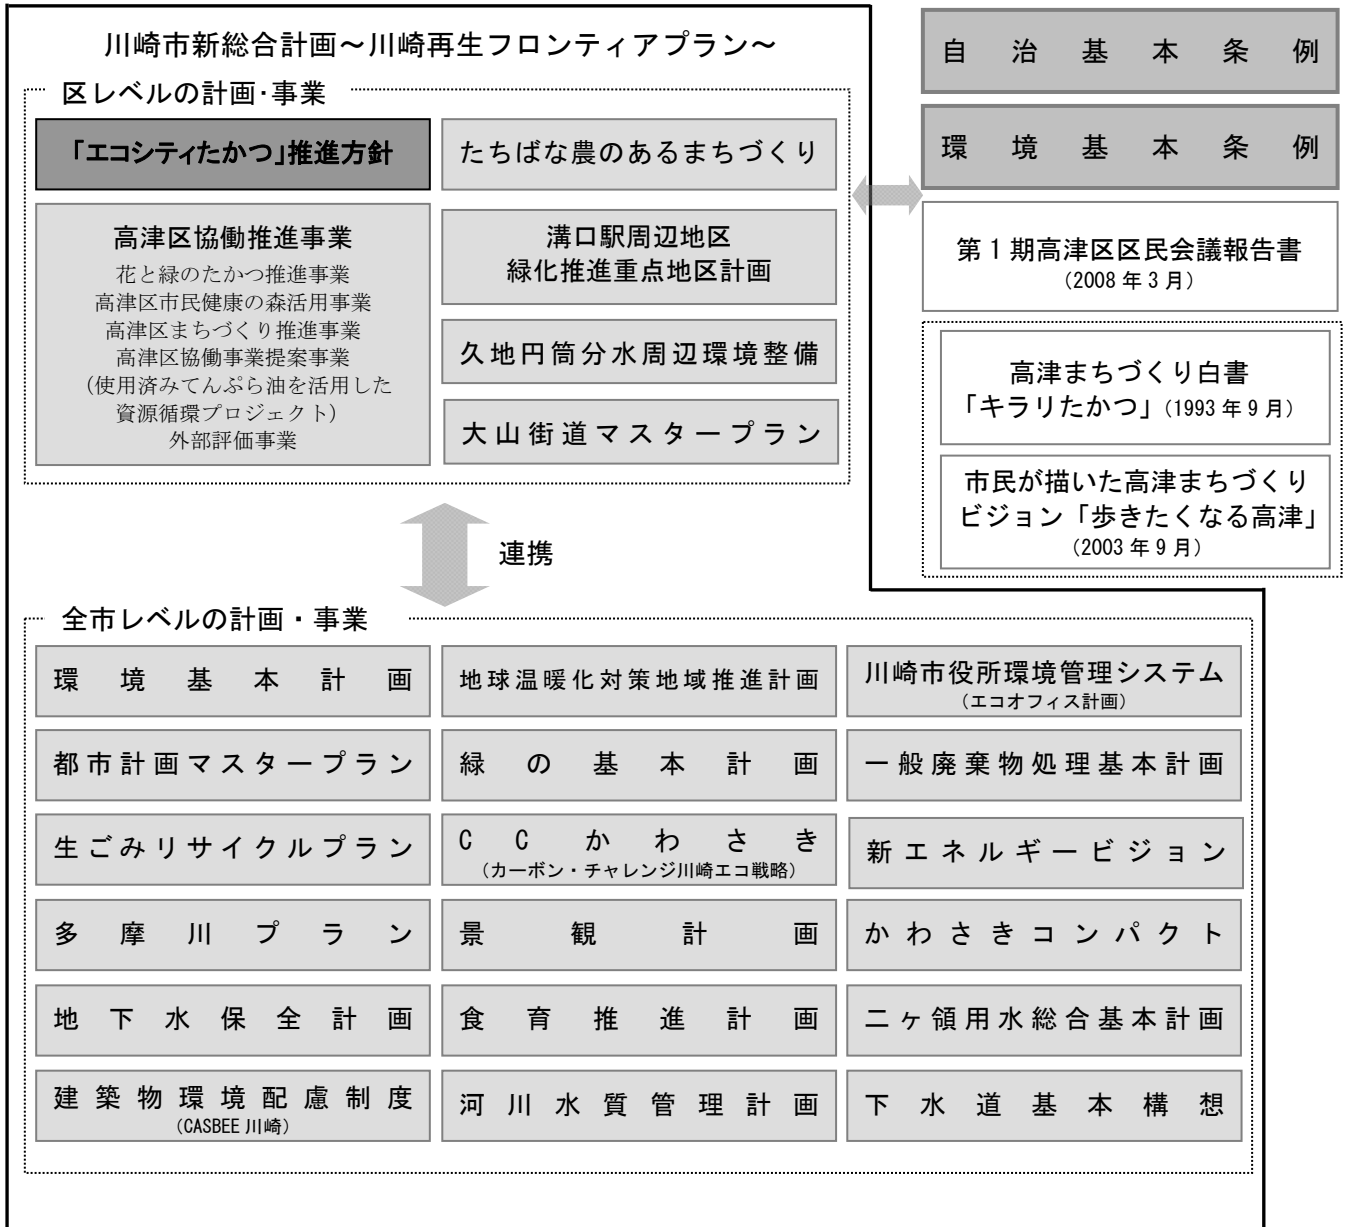 川崎市新総合計画～川崎再生フロンティアプラン～
区レベルの計画･事業
「エコシティたかつ」推進方針
たちばな農のあるまちづくり
高津区協働推進事業
花と緑のたかつ推進事業
高津区市民健康の森活用事業
高津区まちづくり推進事業
高津区協働事業提案事業
（使用済みてんぷら油を活用した
資源循環プロジェクト）
外部評価事業
溝口駅周辺地区
緑化推進重点地区計画
久地円筒分水周辺環境整備
大山街道マスタープラン
自治基本条例
環境基本条例
第１期高津区区民会議報告書
（2008年3月）
高津まちづくり白書
「キラリたかつ」（1993年9月）
市民が描いた高津まちづくり
ビジョン「歩きたくなる高津」
（2003年9月）
連携
全市レベルの計画・事業
環境基本計画
地球温暖化対策地域推進計画
川崎市役所環境管理システム
（エコオフィス計画）
都市計画マスタープラン
緑の基本計画
一般廃棄物処理基本計画
生ごみリサイクルプラン
CCかわさき
（カーボン・チャレンジ川崎エコ戦略）
新エネルギービジョン
多摩川プラン
景観計画
かわさきコンパクト
地下水保全計画
食育推進計画
二ヶ領用水総合基本計画
建築物環境配慮制度
（CASBEE川崎）
河川水質管理計画
下水道基本構想